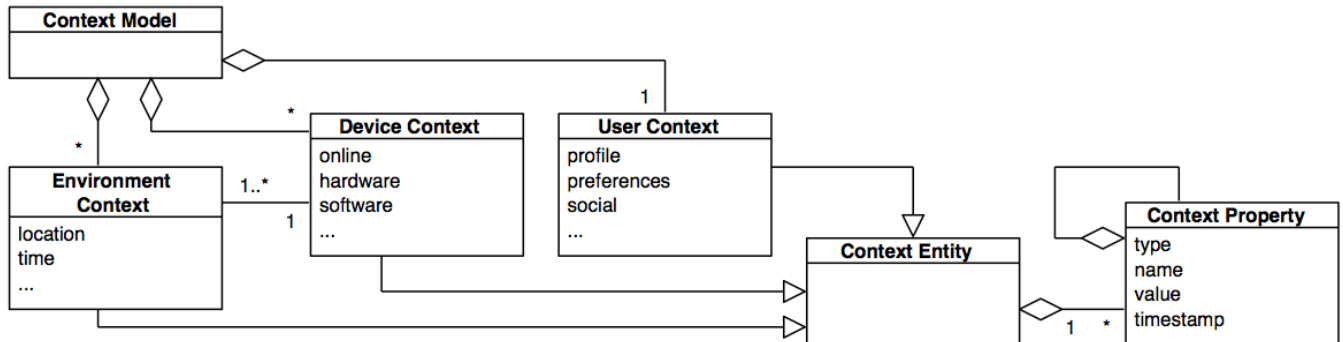 Context Model
1
*
*
Device Context
online
hardware
software
...
User Context
profile
preferences
social
...
Environment
Context
location
time
...
1..*
1
Context Entity
Context Property
type
name
value
timestamp
1
*